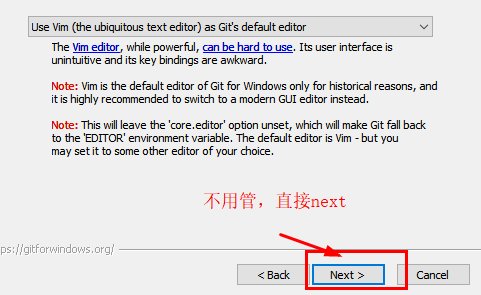 Use Vim (the ubiquitous text editor) as Git's default editor
The Vim editor, while powerful, can be hard to use. Its user interface is
unintuitive and its key bindings are awkward.
Note: Vim is the default editor of Git for Windows only for historical reasons, and
it is highly recommended to switch to a modern GUI editor instead.
Note: This will leave the 'core.editor' option unset, which will make Git fall back
to the 'EDITOR' environment variable. The default editor is Vim - but you
may set it to some other editor of your choice.
不用管，直接next
ps://gitforwindows.org/
< Back
Next >
Cancel